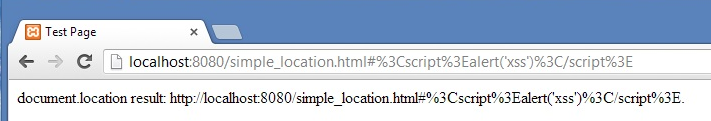 Test Page
localhost:8080/simple_location.html#%3Cscript%3Ealert('xss')%3C/script%3E
document.location result: http://localhost:8080/simple_location.html#%3Cscript%3Ealert('xss')%3C/script%3E.